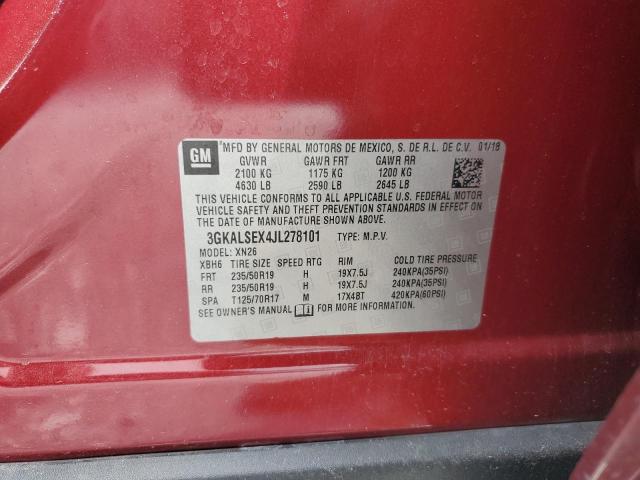 GM MFD BY GENERAL MOTORS DE MEXICO, S. DE R.L. DE C.V. 01/18
GVWR GAWR FRT GAWR RR
2100 KG 1175 KG 1200 KG
4630 LB 2590 LB 2645 LB
THIS VEHICLE CONFORMS TO ALL APPLICABLE U.S. FEDERAL MOTOR
VEHICLE SAFETY AND THEFT PREVENTION STANDARDS IN EFFECT
ON THE DATE OF MANUFACTURE SHOWN ABOVE.
3GKALSEX4JL278101 TYPE: M.P.V.
MODEL: XN26
XBH6 TIRE SIZE SPEED RTG RIM COLD TIRE PRESSURE
FRT 235/50R19 H 19X7.5J 240KPA(35PSI)
RR 235/50R19 H 19X7.5J 240KPA(35PSI)
SPA T125/70R17 M 17X4BT 420KPA(60PSI)
SEE OWNER'S MANUAL FOR MORE INFORMATION.